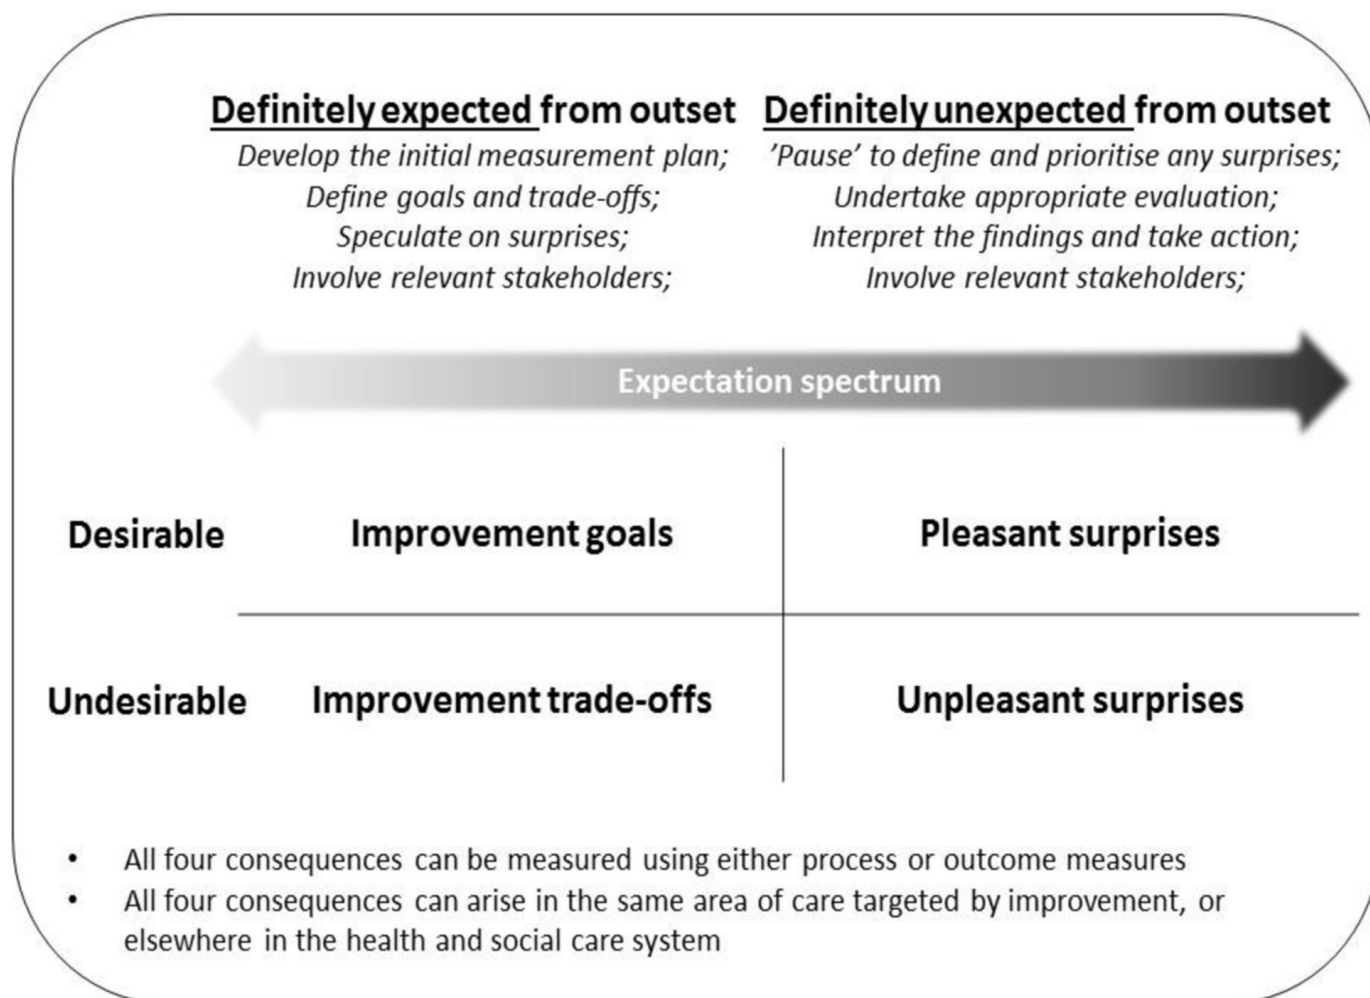 Definitely expected from outset
Develop the initial measurement plan;
Define goals and trade-offs;
Speculate on surprises;
Involve relevant stakeholders;
Definitely unexpected from outset
’Pause’ to define and prioritise any surprises;
Undertake appropriate evaluation;
Interpret the findings and take action;
Involve relevant stakeholders;
Expectation spectrum
Desirable
Improvement goals
Pleasant surprises
Undesirable
Improvement trade-offs
Unpleasant surprises
• All four consequences can be measured using either process or outcome measures
• All four consequences can arise in the same area of care targeted by improvement, or
elsewhere in the health and social care system